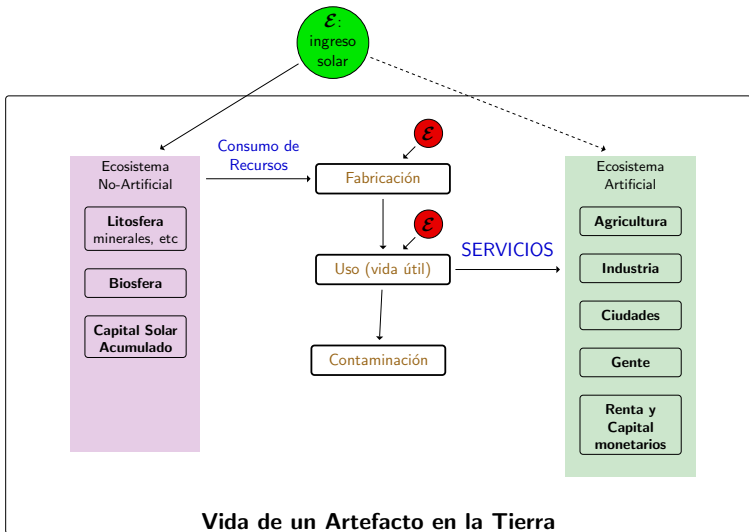 ℰ:
ingreso
solar
Consumo de
Recursos
ℰ
Ecosistema
No-Artificial
Litosfera
minerales, etc
Biosfera
Capital Solar
Acumulado
Fabricación
ℰ
Uso (vida útil)
SERVICIOS
Contaminación
Ecosistema
Artificial
Agricultura
Industria
Ciudades
Gente
Renta y
Capital
monetarios
Vida de un Artefacto en la Tierra